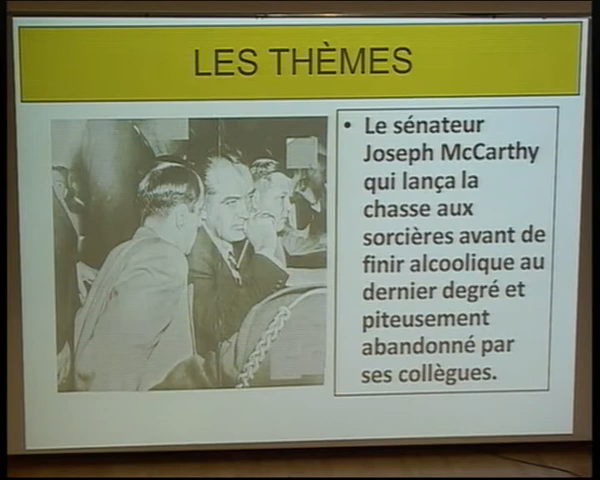 LES THÈMES
• Le sénateur
Joseph McCarthy
qui lança la
chasse aux
sorcières avant de
finir alcoolique au
dernier degré et
piteusement
abandonné par
ses collègues.